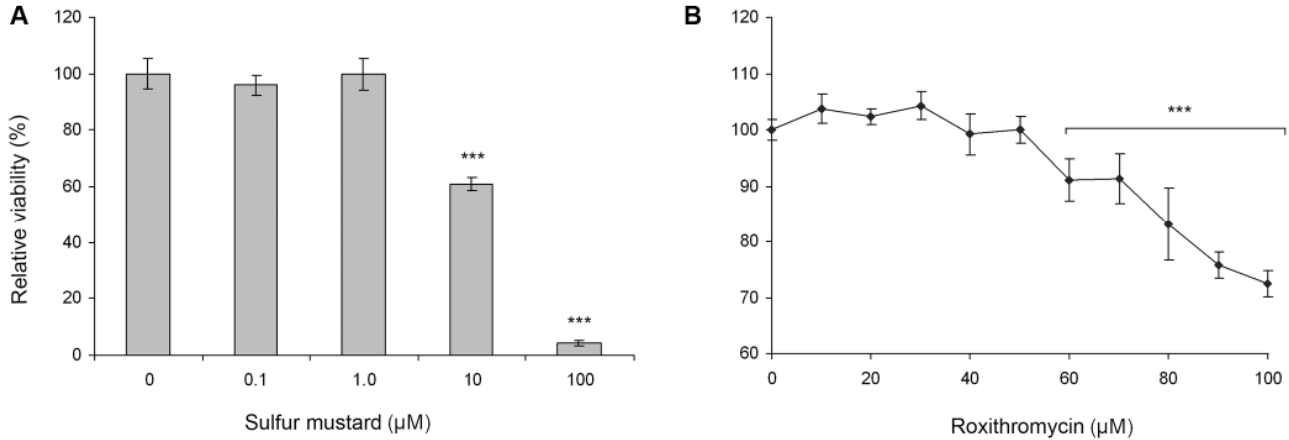 A
Relative viability (%)
120
100
80
60
40
20
0
***
***
0 0.1 1.0 10 100
Sulfur mustard (µM)
B
120
110
100
90
80
70
60
***
0 20 40 60 80 100
Roxithromycin (µM)